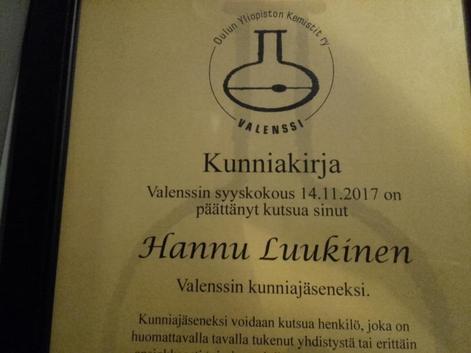 Oulun Yliopiston Kemistit ry
VALENSSI
Kunniakirja
Valenssin syyskokous 14.11.2017 on
päättänyt kutsua sinut
Hannu Luukinen
Valenssin kunniajäseneksi.
Kunniajäseneksi voidaan kutsua henkilö, joka on
huomattavalla tavalla tukenut yhdistystä tai erittäin